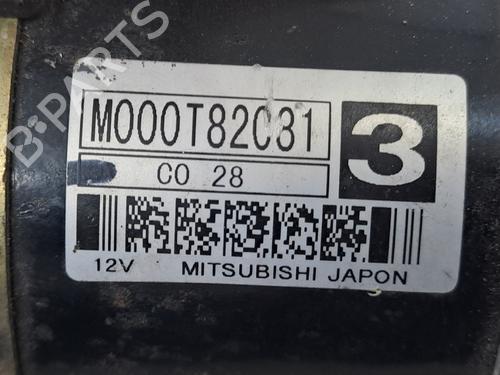 B-PARTS
M000T82081
3
CO 28
12V MITSUBISHI JAPON